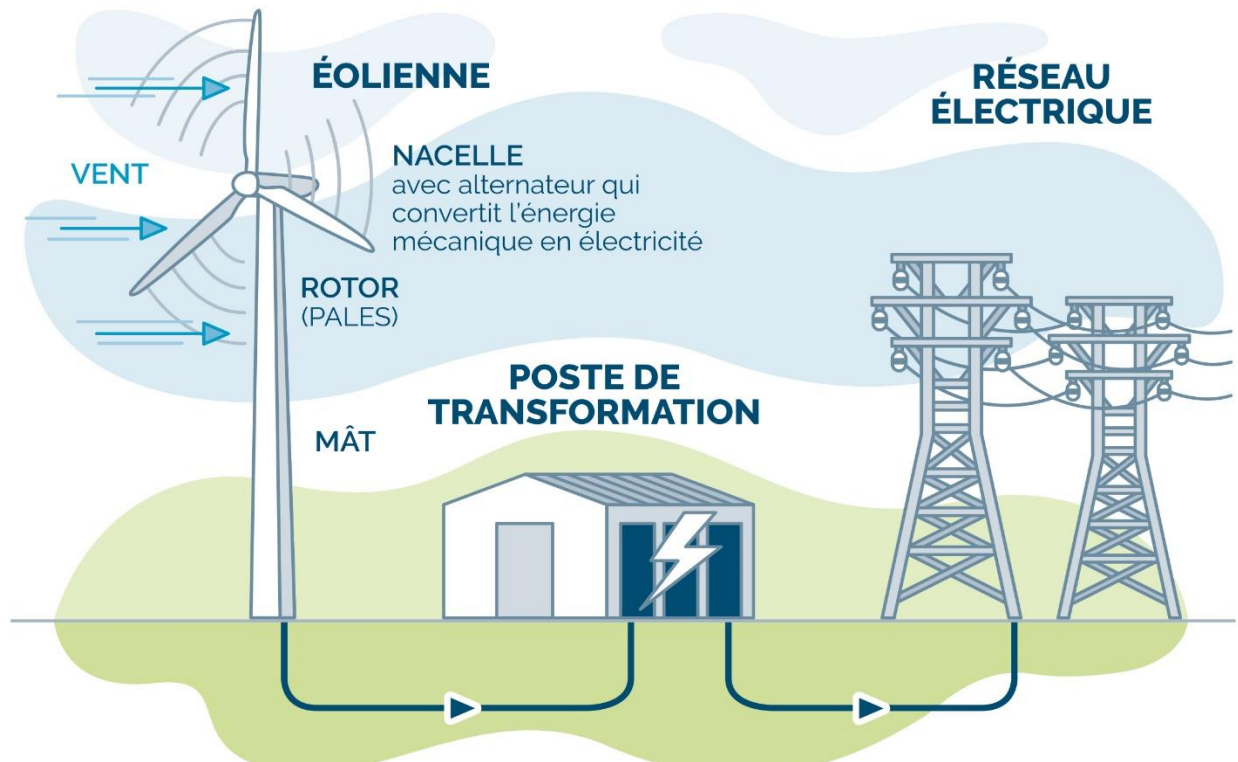 ÉOLIENNE
VENT
NACELLE
avec alternateur qui
convertit l’énergie
mécanique en électricité
ROTOR
(PALES)
MÂT
POSTE DE
TRANSFORMATION
RÉSEAU
ÉLECTRIQUE